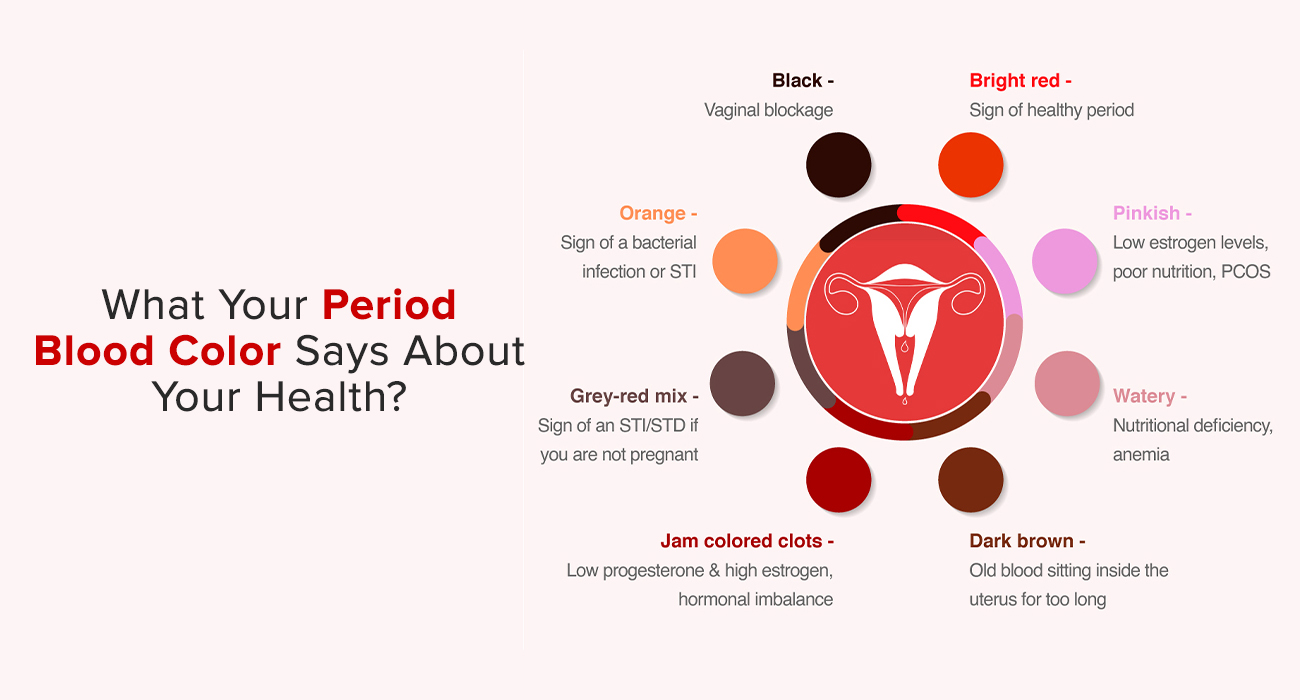 What Your Period
Blood Color Says About
Your Health?
Black -
Vaginal blockage
Bright red -
Sign of healthy period
Orange -
Sign of a bacterial
infection or STI
Pinkish -
Low estrogen levels,
poor nutrition, PCOS
Grey-red mix -
Sign of an STI/STD if
you are not pregnant
Watery -
Nutritional deficiency,
anemia
Jam colored clots -
Low progesterone & high estrogen,
hormonal imbalance
Dark brown -
Old blood sitting inside the
uterus for too long